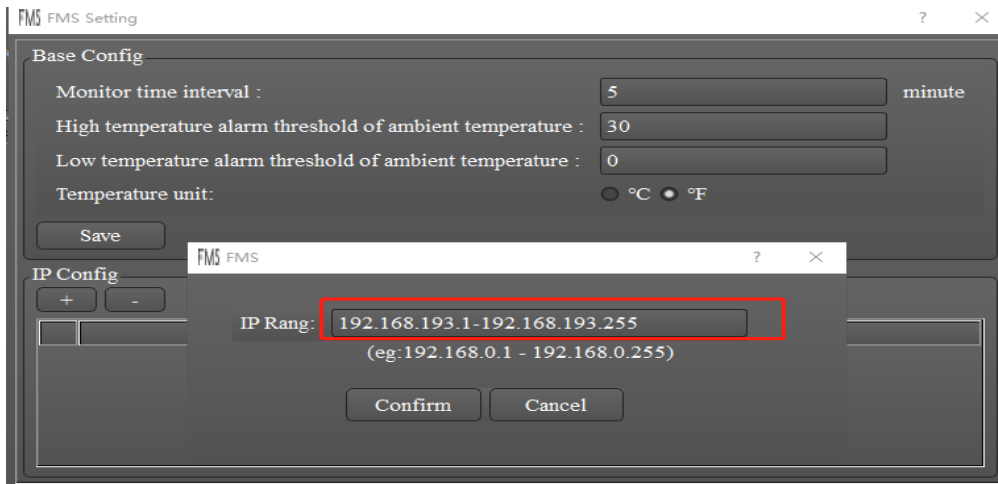 FMS FMS Setting
Base Config
Monitor time interval : 5 minute
High temperature alarm threshold of ambient temperature : 30
Low temperature alarm threshold of ambient temperature : 0
Temperature unit: °C °F
Save
FMS FMS
IP Config
+ -
IP Rang: 192.168.193.1-192.168.193.255
(eg:192.168.0.1 - 192.168.0.255)
Confirm Cancel